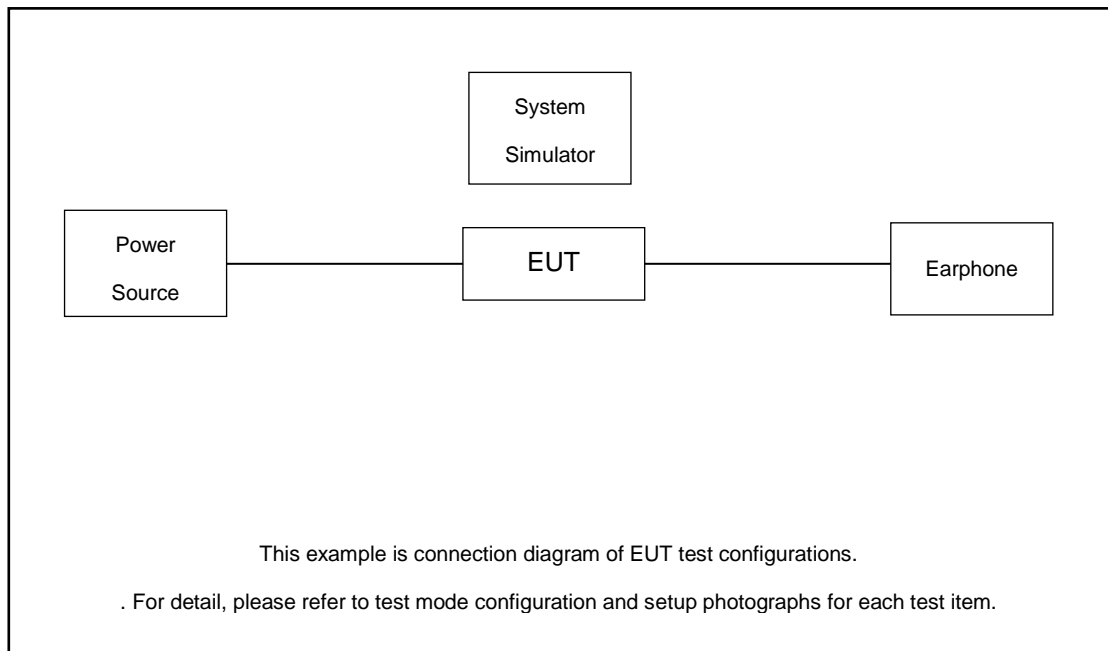 System
Simulator
Power
Source
EUT
Earphone
This example is connection diagram of EUT test configurations.
. For detail, please refer to test mode configuration and setup photographs for each test item.